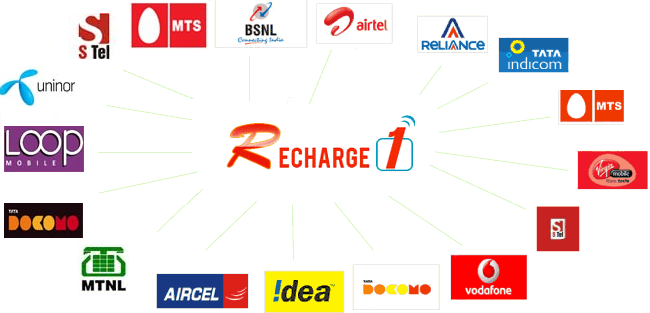 S
S Tel
MTS
BSNL
Connecting India
airtel
RELIANCE
TATA
indicom
MTS
Virgin
mobile
S
S Tel
vodafone
TATA
DOCOMO
!dea
AIRCEL
MTNL
TATA
DOCOMO
LOOP
MOBILE
uninor
RECHARGE 1